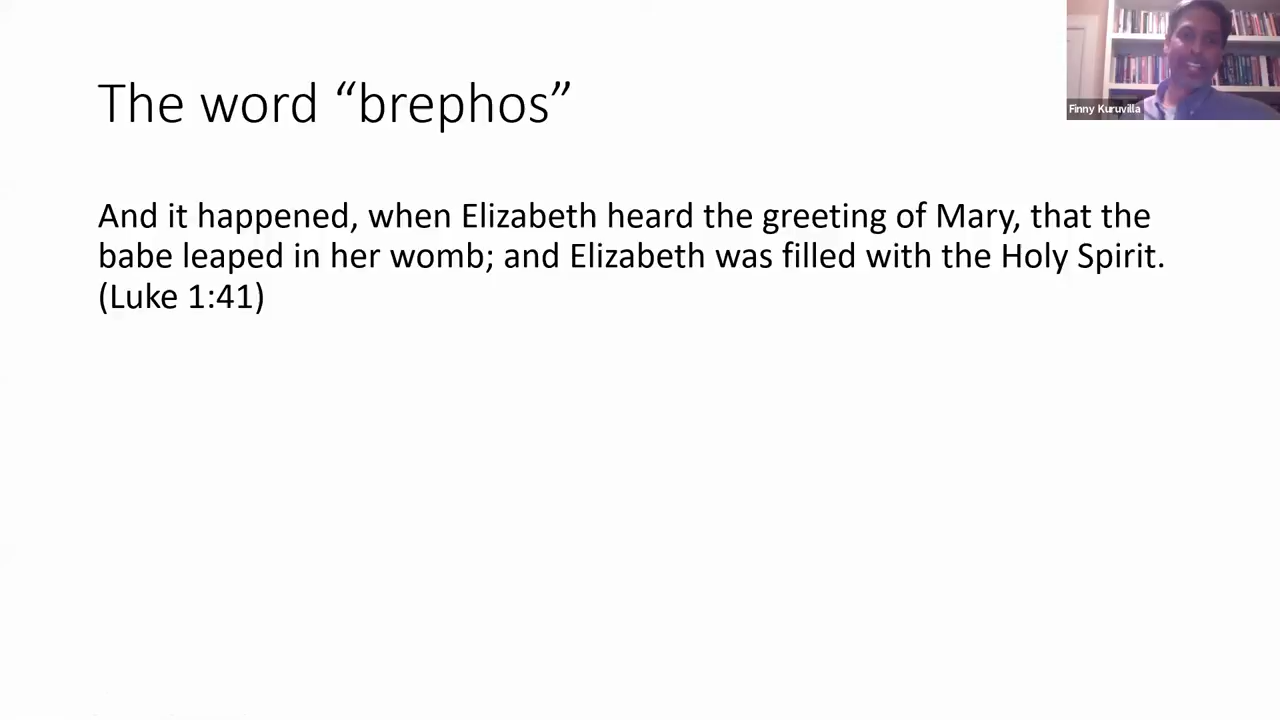 The word “brephos”
Finny Kuruvilla
And it happened, when Elizabeth heard the greeting of Mary, that the
babe leaped in her womb; and Elizabeth was filled with the Holy Spirit.
(Luke 1:41)